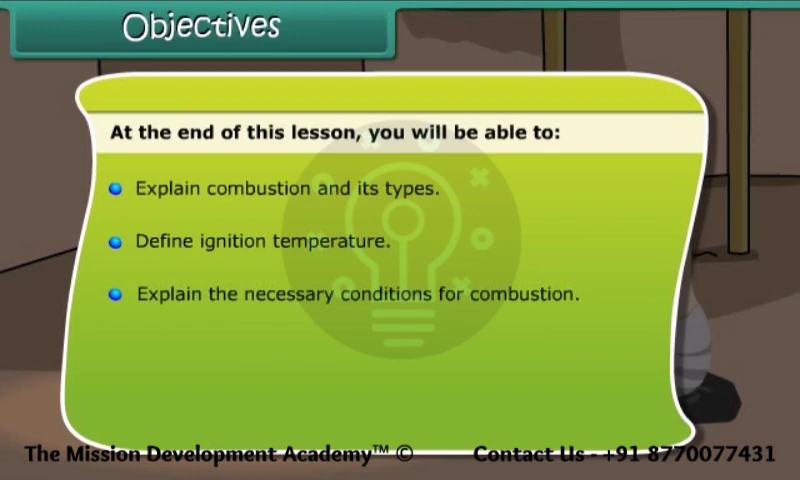 Objectives
At the end of this lesson, you will be able to:
Explain combustion and its types.
Define ignition temperature.
Explain the necessary conditions for combustion.
The Mission Development Academy™ © Contact Us - +91 8770077431